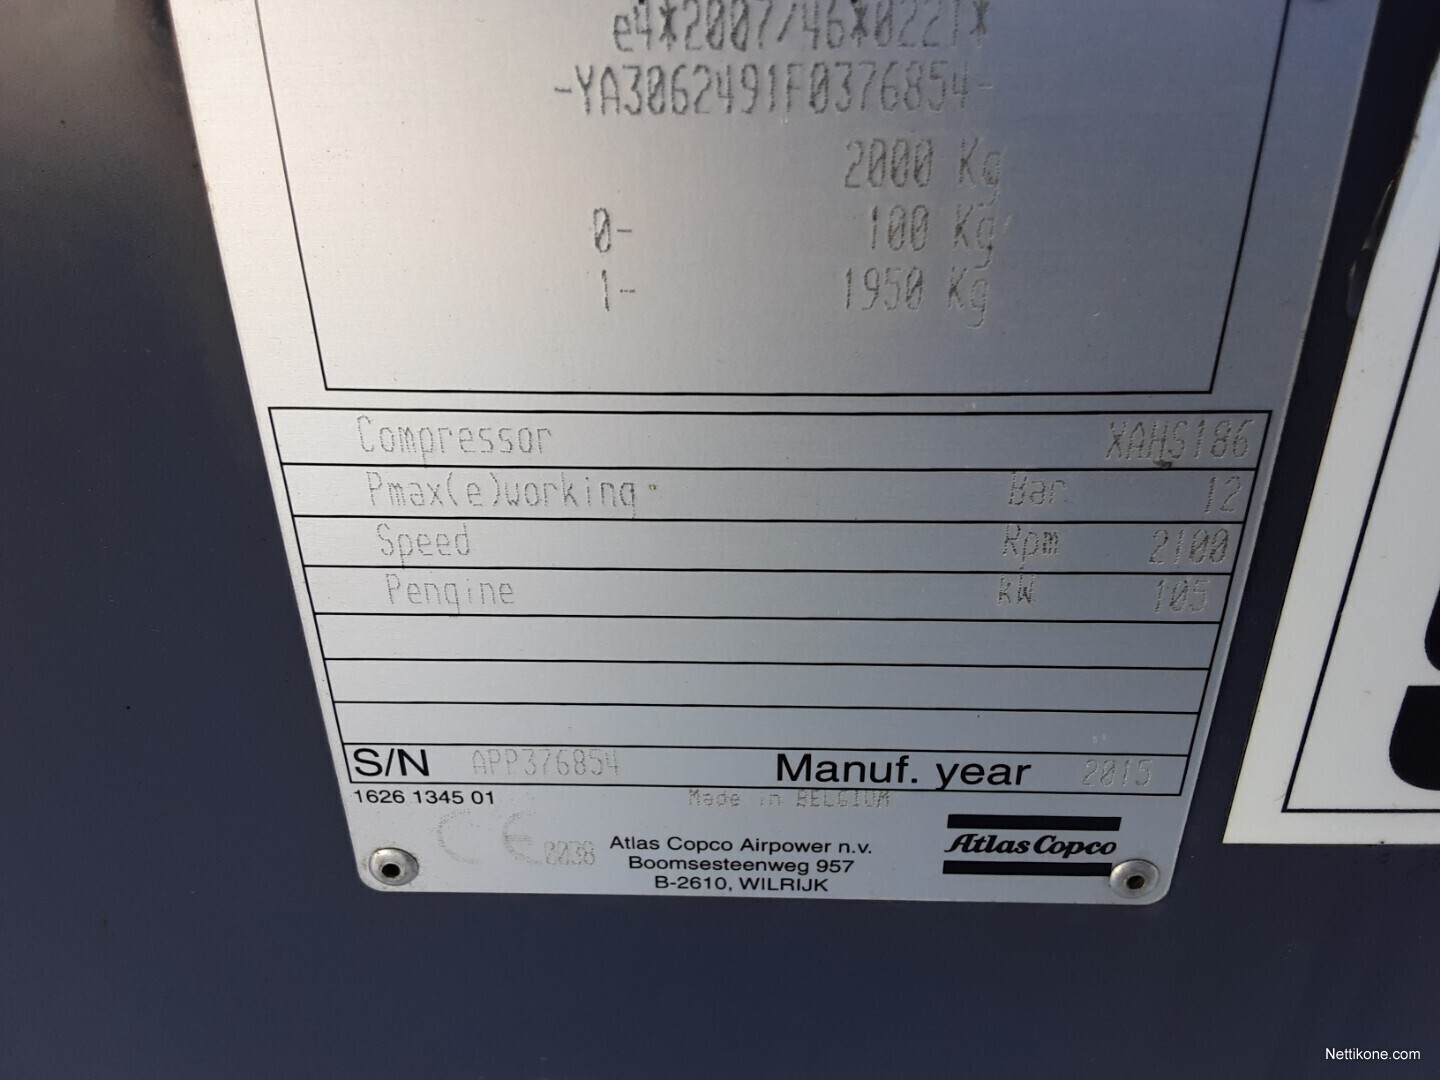 e4*2007/46*0221*
-YA3062491F0376854-
2000 Kg
0- 100 Kg
1- 1950 Kg
Compressor XAHS186
Pmax(e)working Bar 12
Speed Rpm 2100
Pengine kW 105
S/N APP376854 Manuf. year 2015
1626 1345 01 Made in BELGIUM
CE
Atlas Copco Airpower n.v.
Boomsesteenweg 957
B-2610, WILRIJK
Atlas Copco
Nettikone.com